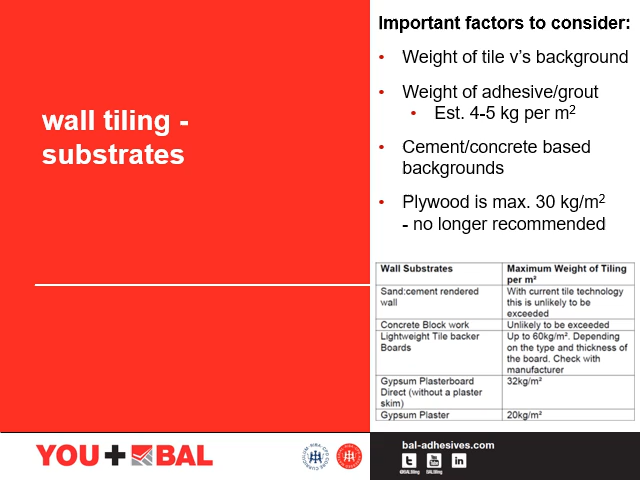 wall tiling -
substrates
Important factors to consider:
• Weight of tile v’s background
• Weight of adhesive/grout
• Est. 4-5 kg per m²
• Cement/concrete based
backgrounds
• Plywood is max. 30 kg/m²
- no longer recommended
Wall Substrates
Maximum Weight of Tiling
per m²
Sand:cement rendered
wall
With current tile technology
this is unlikely to be
exceeded
Concrete Block work
Unlikely to be exceeded
Lightweight Tile backer
Boards
Up to 60kg/m². Depending
on the type and thickness of
the board. Check with
manufacturer
Gypsum Plasterboard
Direct (without a plaster
skim)
32kg/m²
Gypsum Plaster
20kg/m²
YOU+BAL
bal-adhesives.com